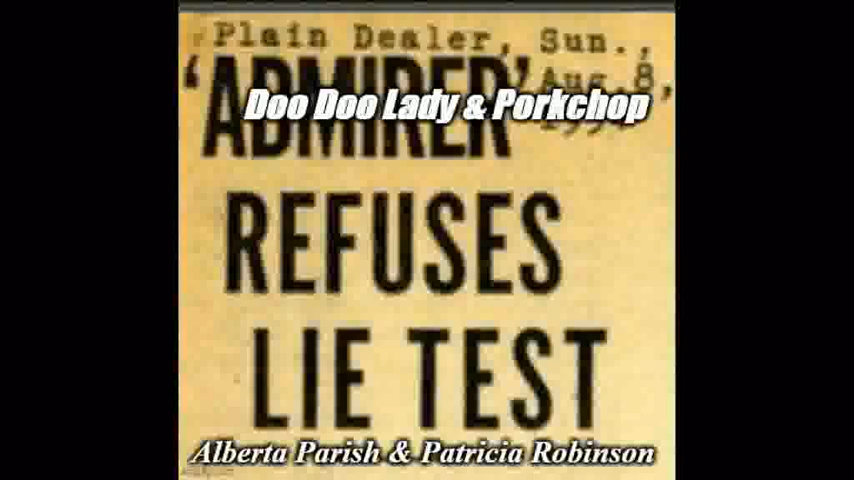 Plain Dealer, Sun.,
Aug.8,
'ADMIRER'
Doo Doo Lady & Porkchop
REFUSES
LIE TEST
Alberta Parish & Patricia Robinson